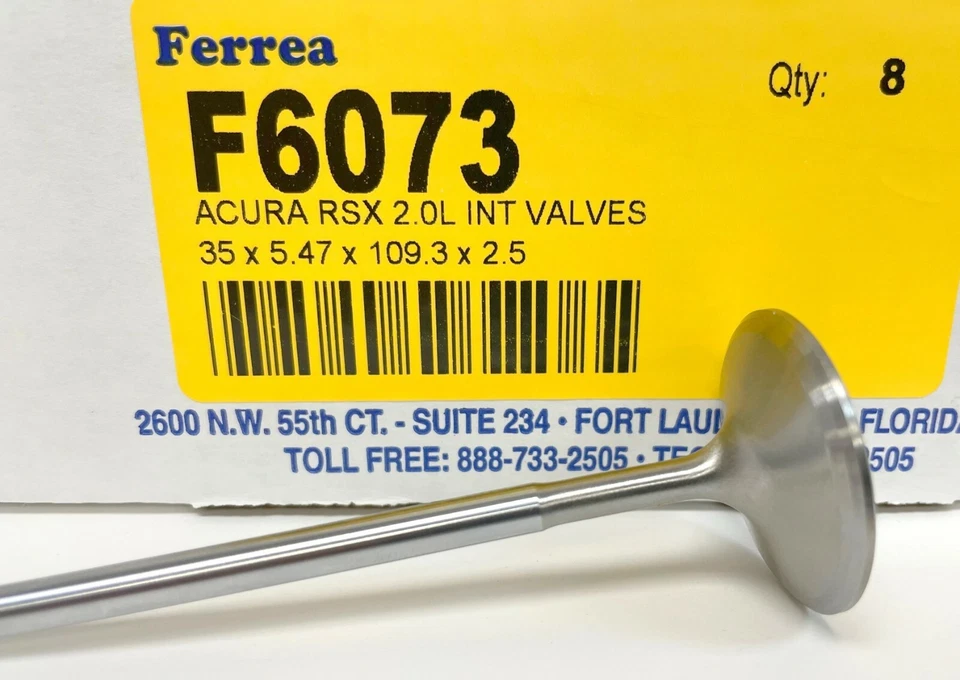 Ferrea
Qty: 8
F6073
ACURA RSX 2.0L INT VALVES
35 x 5.47 x 109.3 x 2.5
2600 N.W. 55th CT. - SUITE 234 • FORT FLORIDA
TOLL FREE: 888-733-2505 •